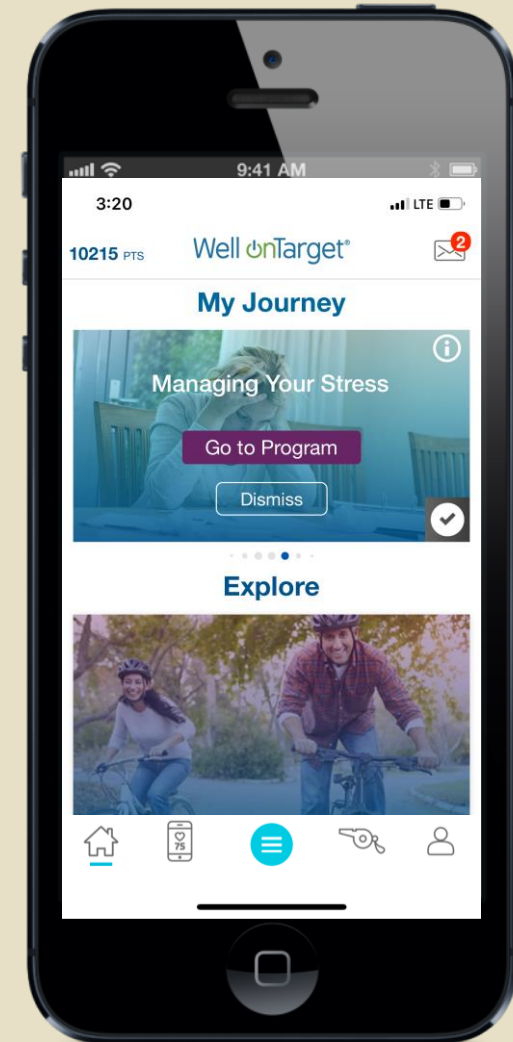 9:41 AM
3:20
LTE
10215 PTS
Well onTarget®
2
My Journey
Managing Your Stress
Go to Program
Dismiss
Explore
75